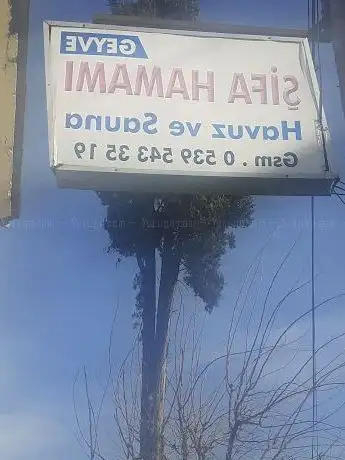 GEYVE
ŞİFA HAMAMI
Havuz ve Sauna
Gsm . 0 539 543 35 19